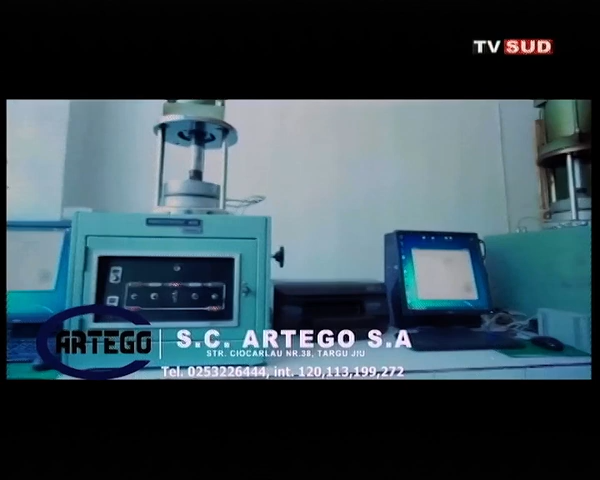 TV SUD
ARTEGO
S.C. ARTEGO S.A
STR. CIOCARLAU NR.38, TARGU JIU
Tel. 0253226444, int. 120,113,199,272